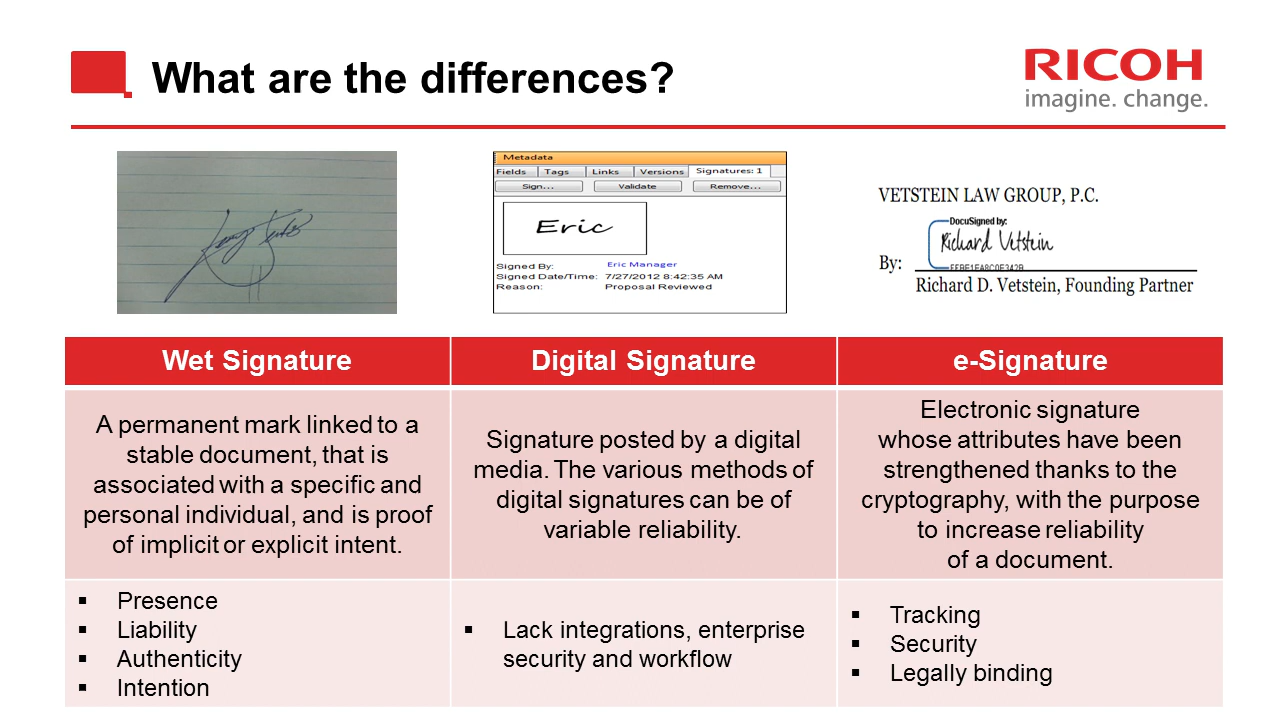 What are the differences?
RICOH
imagine. change.
Metadata
Fields Tags Links Versions Signatures: 1
Sign... Validate Remove...
Eric
Signed By: Eric Manager
Signed Date/Time: 7/27/2012 8:42:35 AM
Reason: Proposal Reviewed
VETSTEIN LAW GROUP, P.C.
DocuSigned by:
Richard Vetstein
By:
Richard D. Vetstein, Founding Partner
Wet Signature
Digital Signature
e-Signature
A permanent mark linked to a
stable document, that is
associated with a specific and
personal individual, and is proof
of implicit or explicit intent.
Signature posted by a digital
media. The various methods of
digital signatures can be of
variable reliability.
Electronic signature
whose attributes have been
strengthened thanks to the
cryptography, with the purpose
to increase reliability
of a document.
▪ Presence
▪ Liability
▪ Authenticity
▪ Intention
▪ Lack integrations, enterprise
security and workflow
▪ Tracking
▪ Security
▪ Legally binding